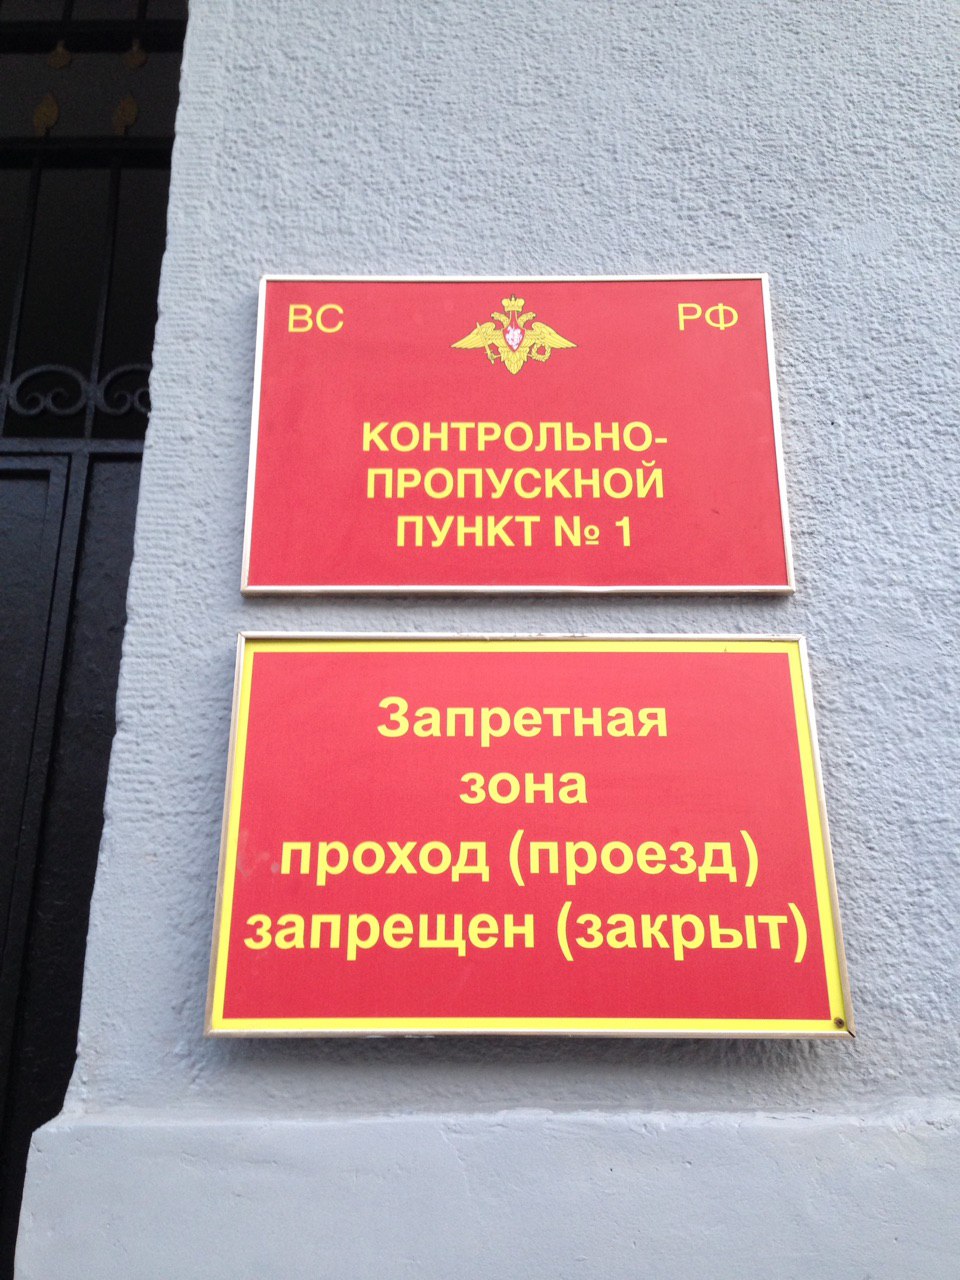 ВС РФ
КОНТРОЛЬНО-
ПРОПУСКНОЙ
ПУНКТ № 1
Запретная
зона
проход (проезд)
запрещен (закрыт)